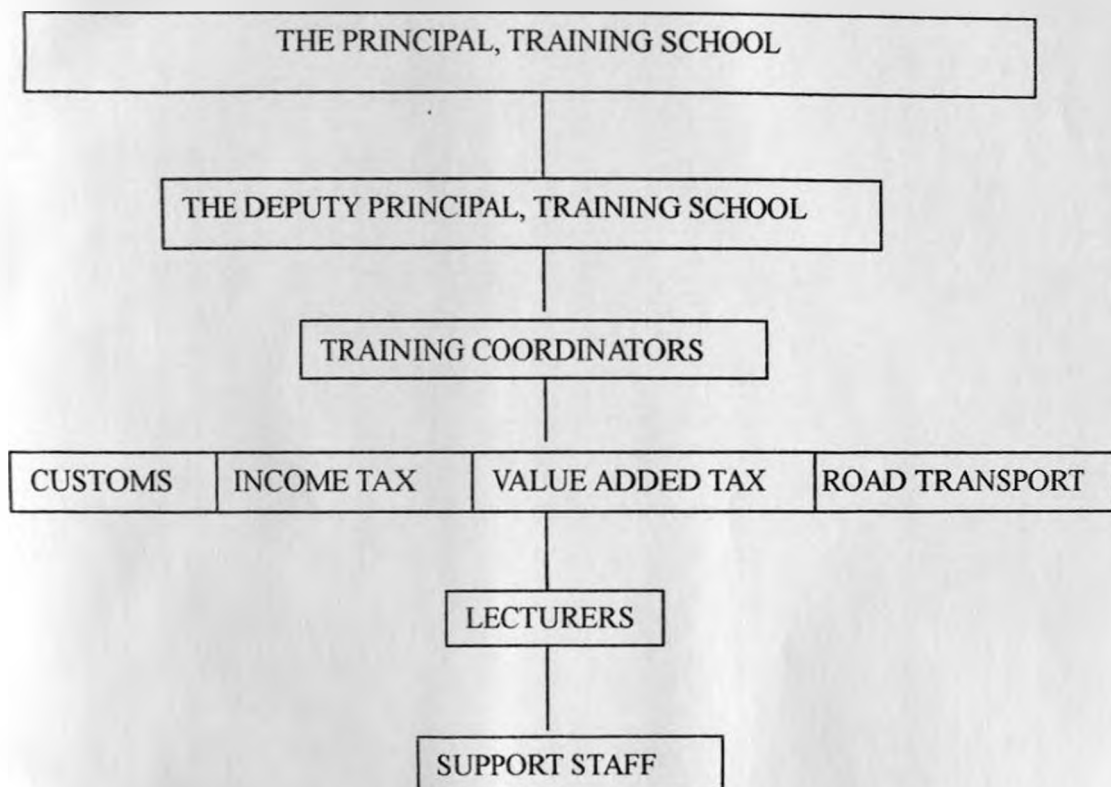 THE PRINCIPAL, TRAINING SCHOOL
THE DEPUTY PRINCIPAL, TRAINING SCHOOL
TRAINING COORDINATORS
CUSTOMS INCOME TAX VALUE ADDED TAX ROAD TRANSPORT
LECTURERS
SUPPORT STAFF